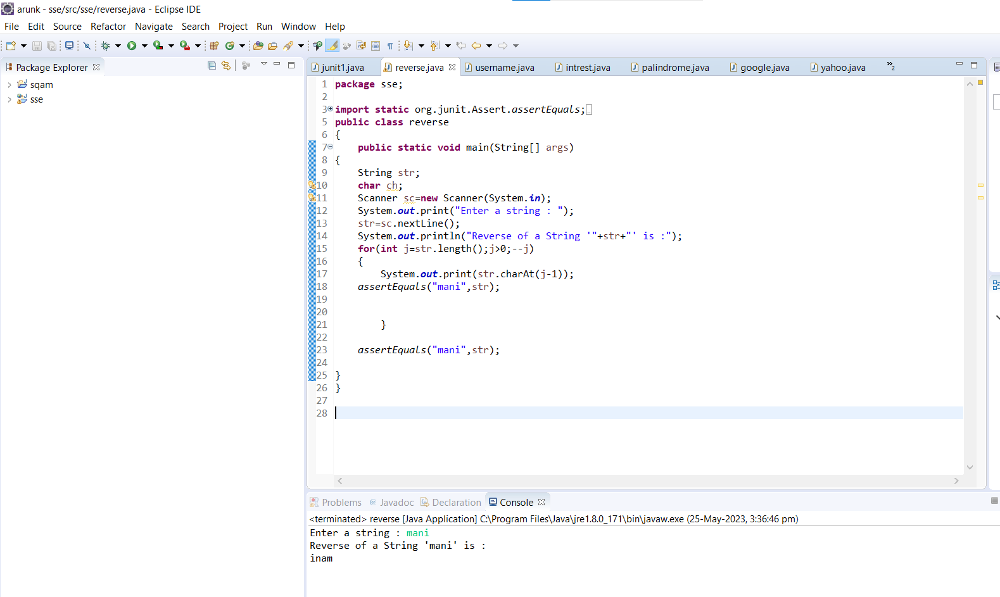 arunk - sse/src/sse/reverse.java - Eclipse IDE
File Edit Source Refactor Navigate Search Project Run Window Help
Package Explorer
sqam
sse
junit1.java reverse.java username.java intrest.java palindrome.java google.java yahoo.java »2
1 package sse;
2
3 import static org.junit.Assert.assertEquals;
5 public class reverse
6 {
7 public static void main(String[] args)
8 {
9 String str;
10 char ch;
11 Scanner sc=new Scanner(System.in);
12 System.out.print("Enter a string : ");
13 str=sc.nextLine();
14 System.out.println("Reverse of a String '"+str+"' is :");
15 for(int j=str.length();j>0;--j)
16 {
17 System.out.print(str.charAt(j-1));
18 assertEquals("mani",str);
19
20
21 }
22
23 assertEquals("mani",str);
24
25 }
26 }
27
28
Problems @ Javadoc Declaration Console
<terminated> reverse [Java Application] C:\Program Files\Java\jre1.8.0_171\bin\javaw.exe (25-May-2023, 3:36:46 pm)
Enter a string : mani
Reverse of a String 'mani' is :
inam